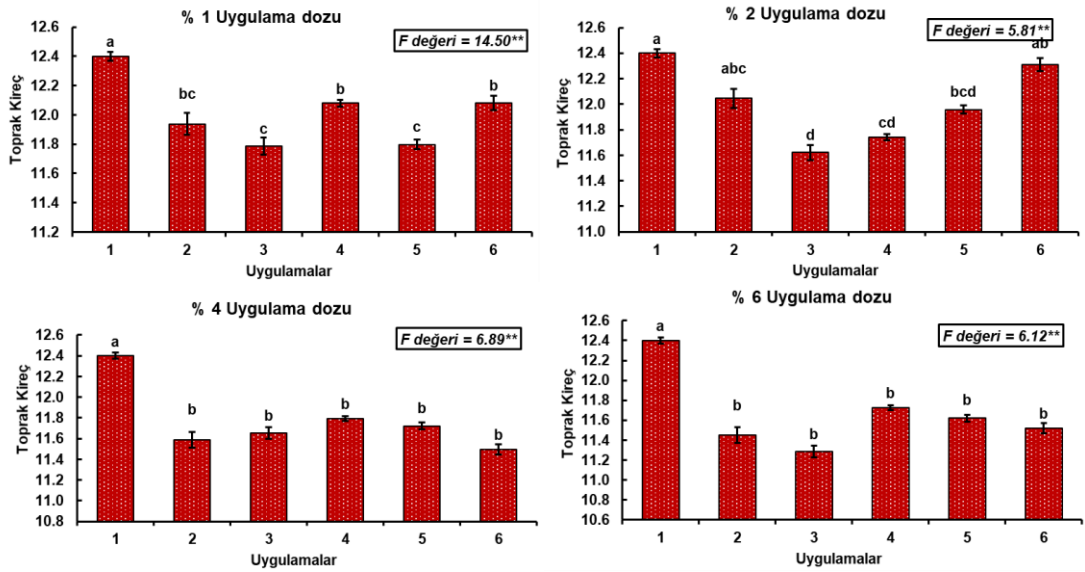 % 1 Uygulama dozu
F değeri = 14.50**
Toprak Kireç
12.6
12.4
12.2
12.0
11.8
11.6
11.4
11.2
a
bc
c
b
c
b
1 2 3 4 5 6
Uygulamalar
% 2 Uygulama dozu
F değeri = 5.81**
Toprak Kireç
12.6
12.4
12.2
12.0
11.8
11.6
11.4
11.2
11.0
a
abc
d
cd
bcd
ab
1 2 3 4 5 6
Uygulamalar
% 4 Uygulama dozu
F değeri = 6.89**
Toprak Kireç
12.6
12.4
12.2
12.0
11.8
11.6
11.4
11.2
11.0
10.8
a
b
b
b
b
b
1 2 3 4 5 6
Uygulamalar
% 6 Uygulama dozu
F değeri = 6.12**
Toprak Kireç
12.6
12.4
12.2
12.0
11.8
11.6
11.4
11.2
11.0
10.8
10.6
a
b
b
b
b
b
1 2 3 4 5 6
Uygulamalar